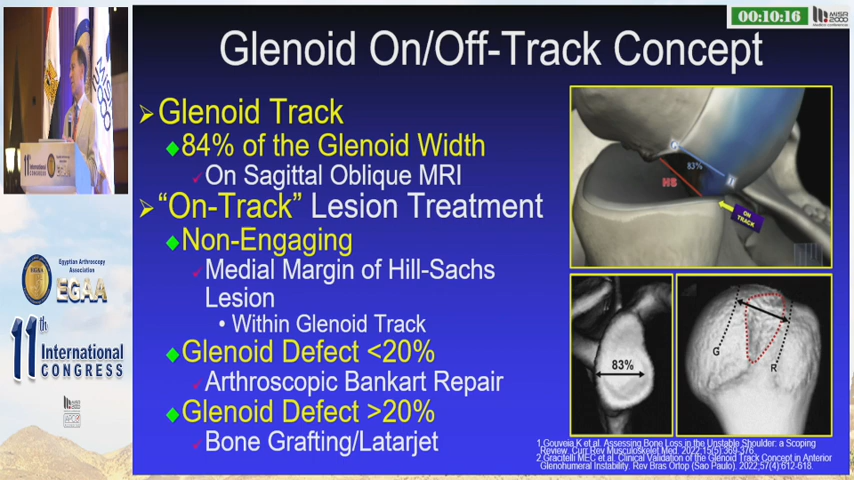 00:10:16
MISR
2000
Glenoid On/Off-Track Concept
Glenoid Track
84% of the Glenoid Width
On Sagittal Oblique MRI
“On-Track” Lesion Treatment
Non-Engaging
Medial Margin of Hill-Sachs
Lesion
• Within Glenoid Track
Glenoid Defect <20%
Arthroscopic Bankart Repair
Glenoid Defect >20%
Bone Grafting/Latarjet
G
83%
HS
ON
TRACK
83%
G
R
1.Gouveia K et al. Assessing Bone Loss in the Unstable Shoulder: a Scoping
Review. Curr Rev Musculoskelet Med. 2022;15(5):369-376.
2.Gracitelli MEC et al. Clinical Validation of the Glenoid Track Concept in Anterior
Glenohumeral Instability. Rev Bras Ortop (Sao Paulo). 2022;57(4):612-618.
Egyptian Arthroscopy
Association
EGAA
11th
International
CONGRESS
11th
International
CONGRESS